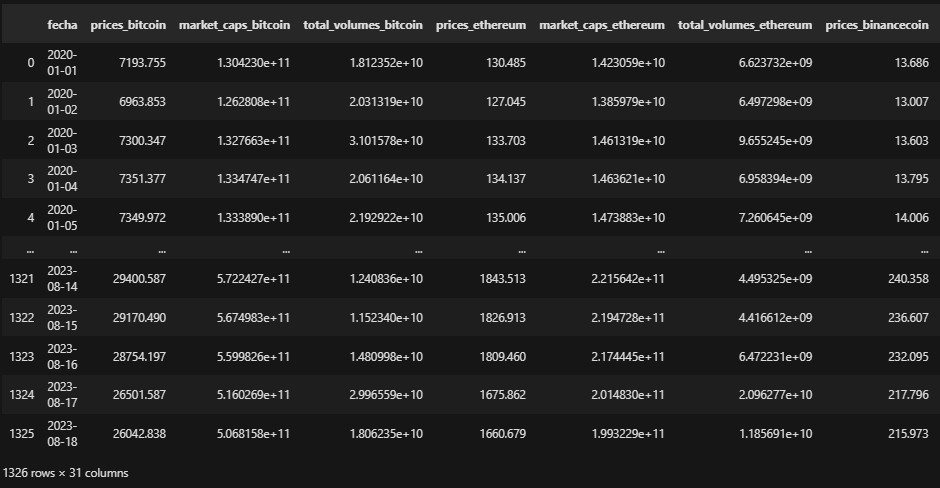 fecha prices_bitcoin market_caps_bitcoin total_volumes_bitcoin prices_ethereum market_caps_ethereum total_volumes_ethereum prices_binancecoin
0 2020-01-01 7193.755 1.304230e+11 1.812352e+10 130.485 1.423059e+10 6.623732e+09 13.686
1 2020-01-02 6963.853 1.262808e+11 2.031319e+10 127.045 1.385979e+10 6.497298e+09 13.007
2 2020-01-03 7300.347 1.327663e+11 3.101578e+10 133.703 1.461319e+10 9.655245e+09 13.603
3 2020-01-04 7351.377 1.334747e+11 2.061164e+10 134.137 1.463621e+10 6.958394e+09 13.795
4 2020-01-05 7349.972 1.333890e+11 2.192922e+10 135.006 1.473883e+10 7.260645e+09 14.006
... ... ... ... ... ... ... ... ...
1321 2023-08-14 29400.587 5.722427e+11 1.240836e+10 1843.513 2.215642e+11 4.495325e+09 240.358
1322 2023-08-15 29170.490 5.674983e+11 1.152340e+10 1826.913 2.194728e+11 4.416612e+09 236.607
1323 2023-08-16 28754.197 5.599826e+11 1.480998e+10 1809.460 2.174445e+11 6.472231e+09 232.095
1324 2023-08-17 26501.587 5.160269e+11 2.996559e+10 1675.862 2.014830e+11 2.096277e+10 217.796
1325 2023-08-18 26042.838 5.068158e+11 1.806235e+10 1660.679 1.993229e+11 1.185691e+10 215.973
1326 rows × 31 columns